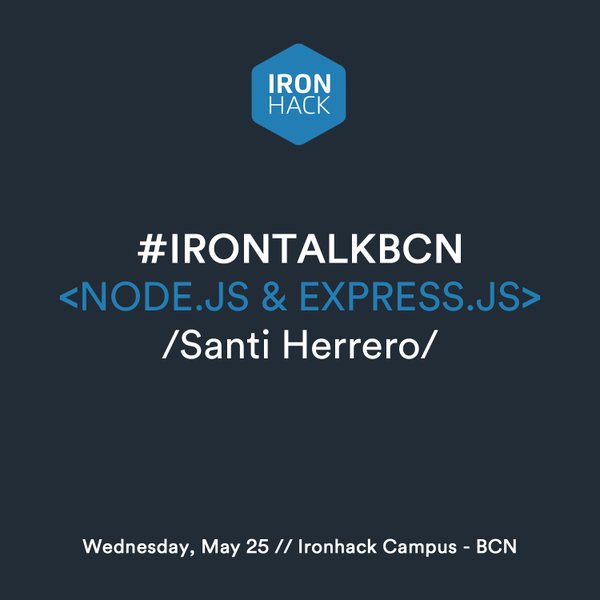 IRON
HACK
#IRONTALKBCN
<NODE.JS & EXPRESS.JS>
/Santi Herrero/
Wednesday, May 25 // Ironhack Campus - BCN